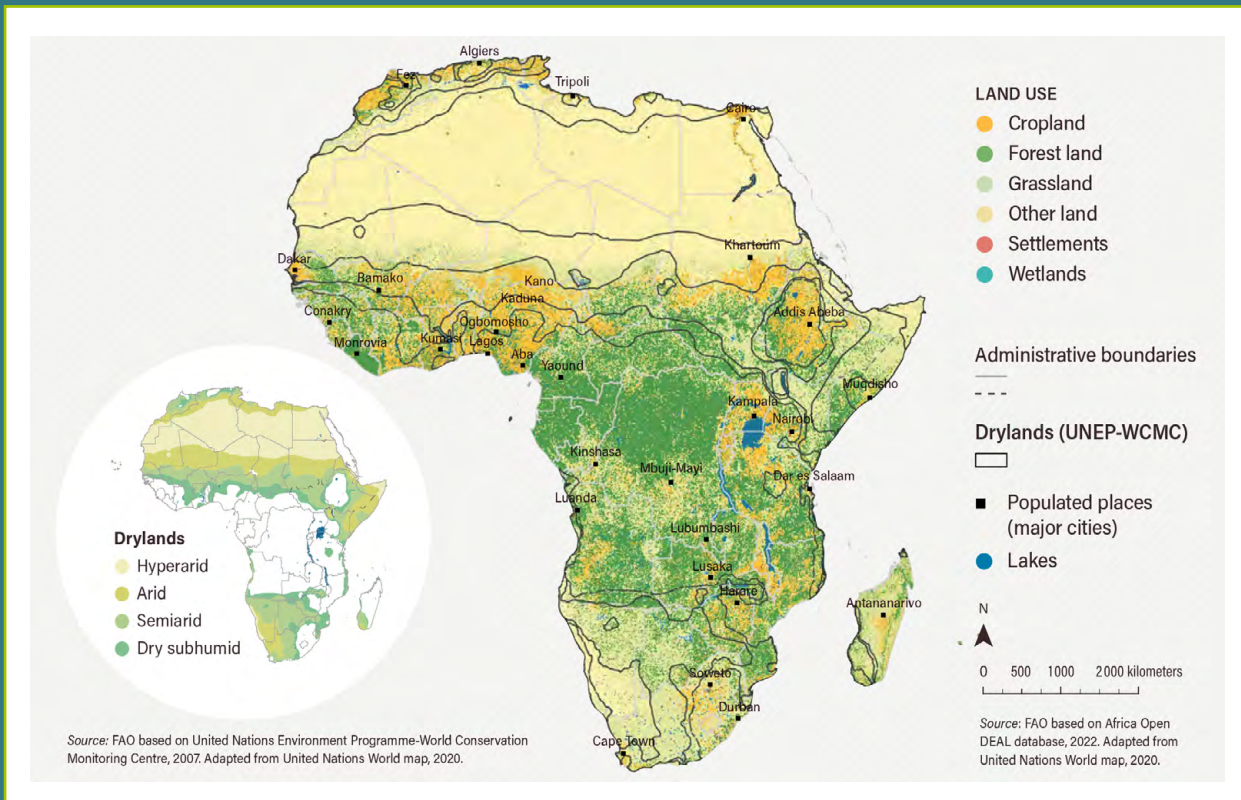 Algiers
Fez
Tripoli
Cairo
Dakar
Khartoum
Ramako
Kano
Kaduna
Conakry
Ogbomosho
Addis Abeba
Monrovia
Kumasi
Lagos
Aba
Yaound
Muqdisho
Kampala
Nairobi
Kinshasa
Mbuji-Mayi
Dar es Salaam
Luanda
Lubumbashi
Lusaka
Harare
Antananarivo
Soweto
Durban
Cape Town
LAND USE
Cropland
Forest land
Grassland
Other land
Settlements
Wetlands
Administrative boundaries
Drylands (UNEP-WCMC)
Populated places
(major cities)
Lakes
N
0 500 1000 2000 kilometers
Source: FAO based on Africa Open
DEAL database, 2022. Adapted from
United Nations World map, 2020.
Drylands
Hyperarid
Arid
Semiarid
Dry subhumid
Source: FAO based on United Nations Environment Programme-World Conservation
Monitoring Centre, 2007. Adapted from United Nations World map, 2020.